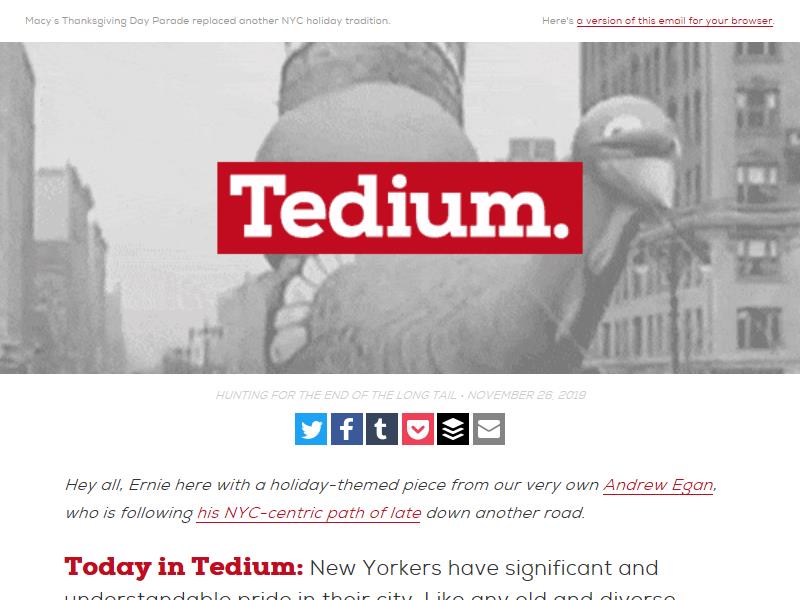 Macy's Thanksgiving Day Parade replaced another NYC holiday tradition.
Here's a version of this email for your browser.
Tedium.
HUNTING FOR THE END OF THE LONG TAIL • NOVEMBER 26, 2019
Hey all, Ernie here with a holiday-themed piece from our very own Andrew Egan,
who is following his NYC-centric path of late down another road.
Today in Tedium: New Yorkers have significant and
understandable pride in their city. Like any old and diverse